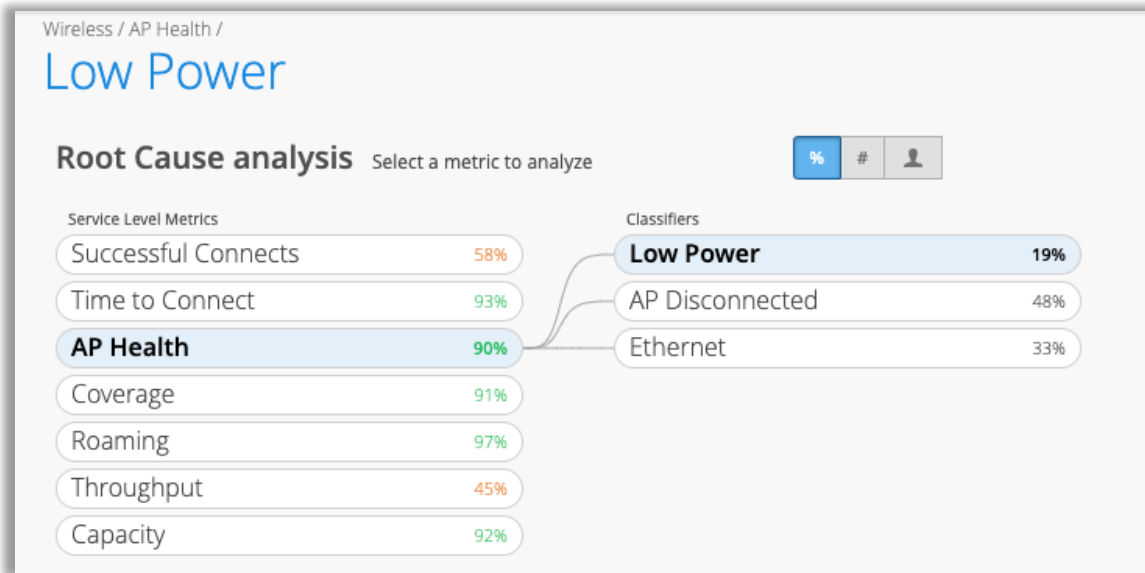 Wireless / AP Health /
Low Power
Root Cause analysis Select a metric to analyze % #
Service Level Metrics Classifiers
Successful Connects 58% Low Power 19%
Time to Connect 93% AP Disconnected 48%
AP Health 90% Ethernet 33%
Coverage 91%
Roaming 97%
Throughput 45%
Capacity 92%